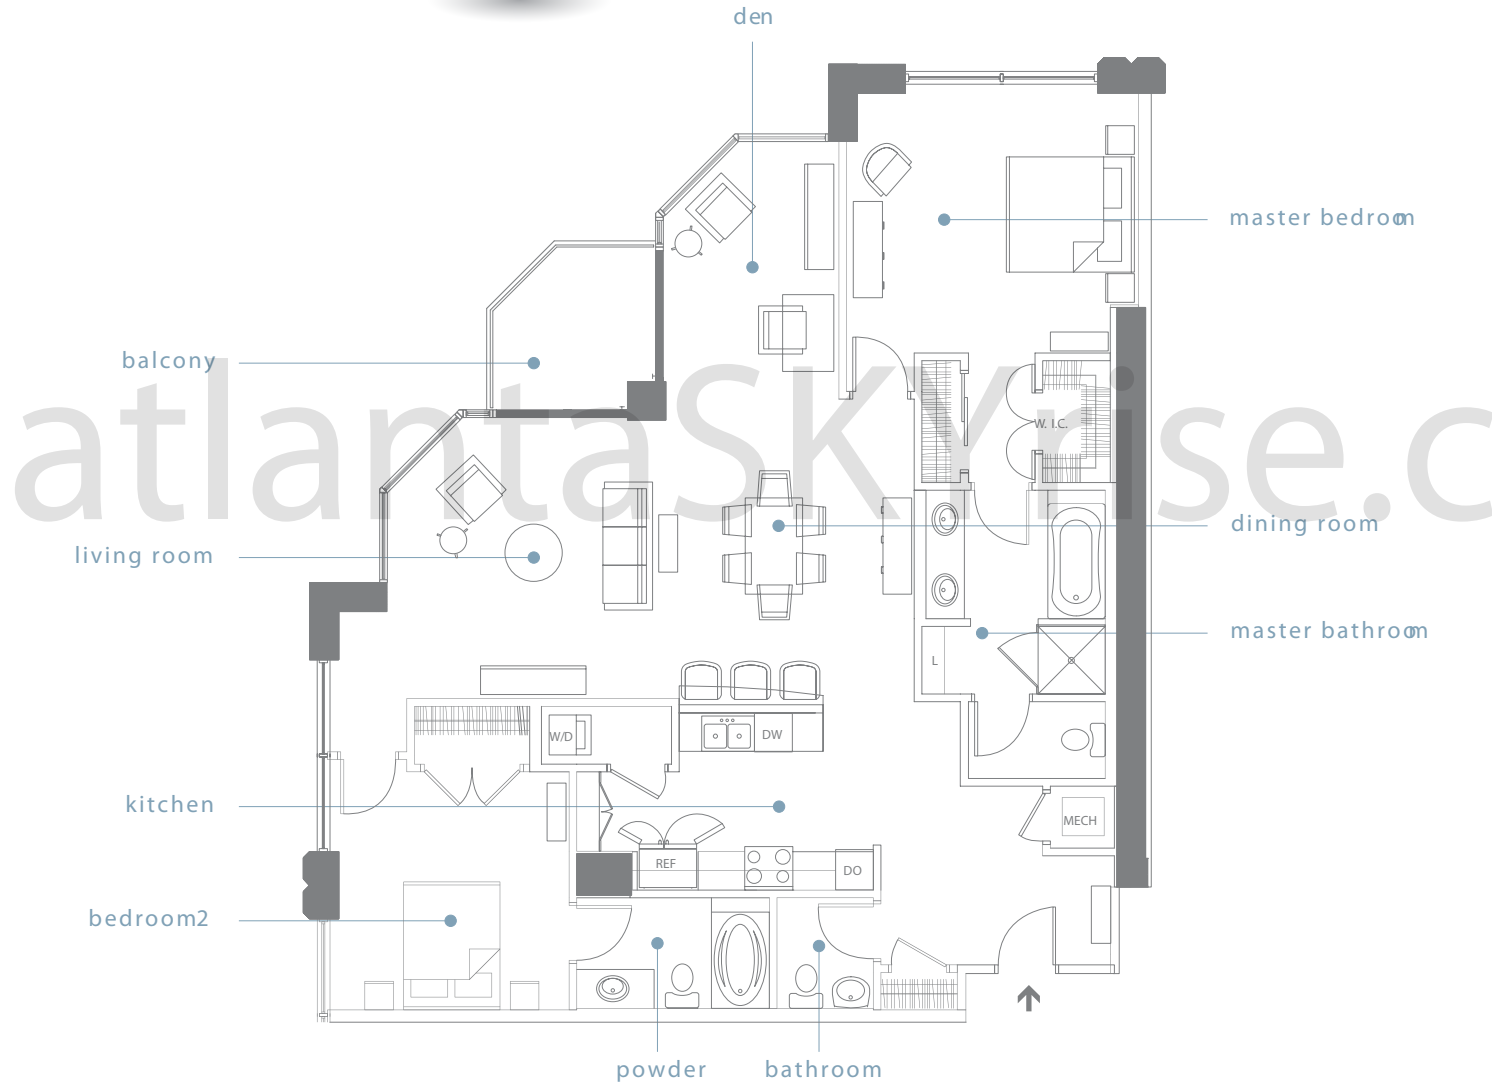 den
master bedroom
balcony
atlantaSKYrise.c
W. I.C.
dining room
living room
master bathroom
L
W/D
DW
kitchen
MECH
REF
DO
bedroom2
powder
bathroom